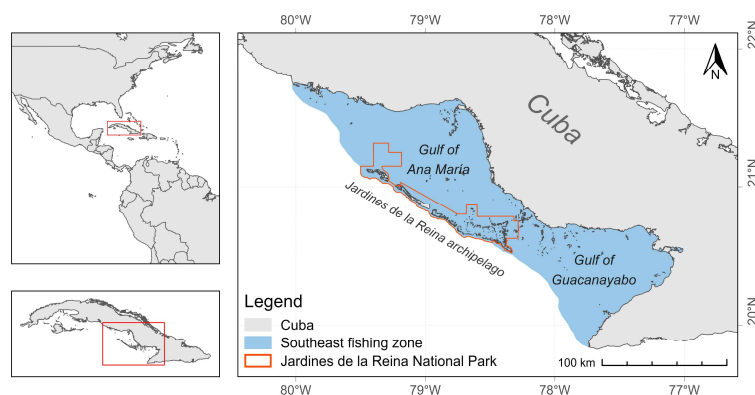 80°W 79°W 78°W 77°W
22°N
N
Cuba
Gulf of
Ana María
21°N
Jardines de la Reina archipelago
Gulf of
Guacanayabo
Legend
Cuba
Southeast fishing zone
Jardines de la Reina National Park
20°N
100 km
80°W 79°W 78°W 77°W